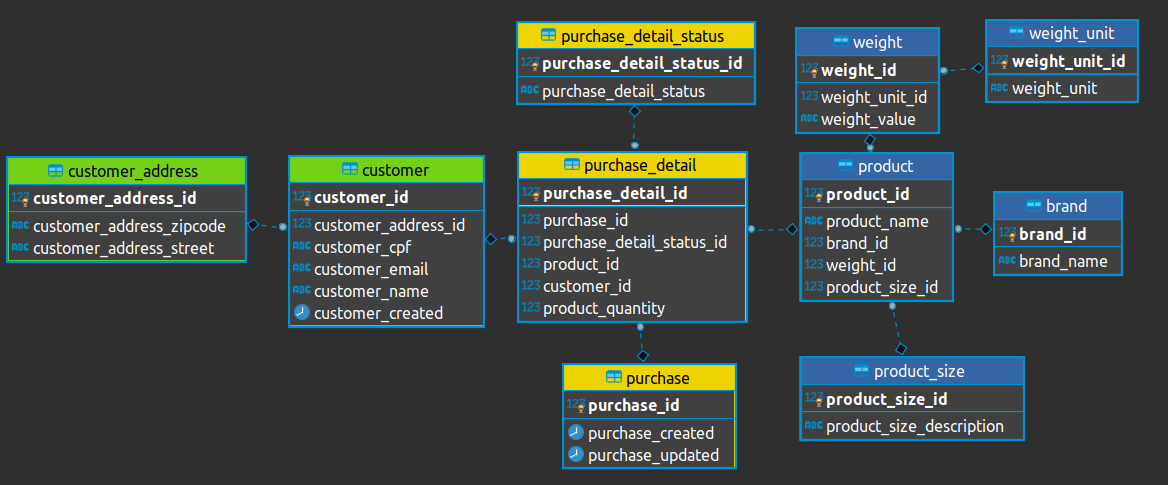 purchase_detail_status
123 purchase_detail_status_id
ABC purchase_detail_status
weight
123 weight_id
123 weight_unit_id
ABC weight_value
weight_unit
123 weight_unit_id
ABC weight_unit
customer_address
123 customer_address_id
ABC customer_address_zipcode
ABC customer_address_street
customer
123 customer_id
123 customer_address_id
ABC customer_cpf
ABC customer_email
ABC customer_name
customer_created
purchase_detail
123 purchase_detail_id
123 purchase_id
123 purchase_detail_status_id
123 product_id
123 customer_id
123 product_quantity
product
123 product_id
ABC product_name
123 brand_id
123 weight_id
123 product_size_id
brand
123 brand_id
ABC brand_name
purchase
123 purchase_id
purchase_created
purchase_updated
product_size
123 product_size_id
ABC product_size_description